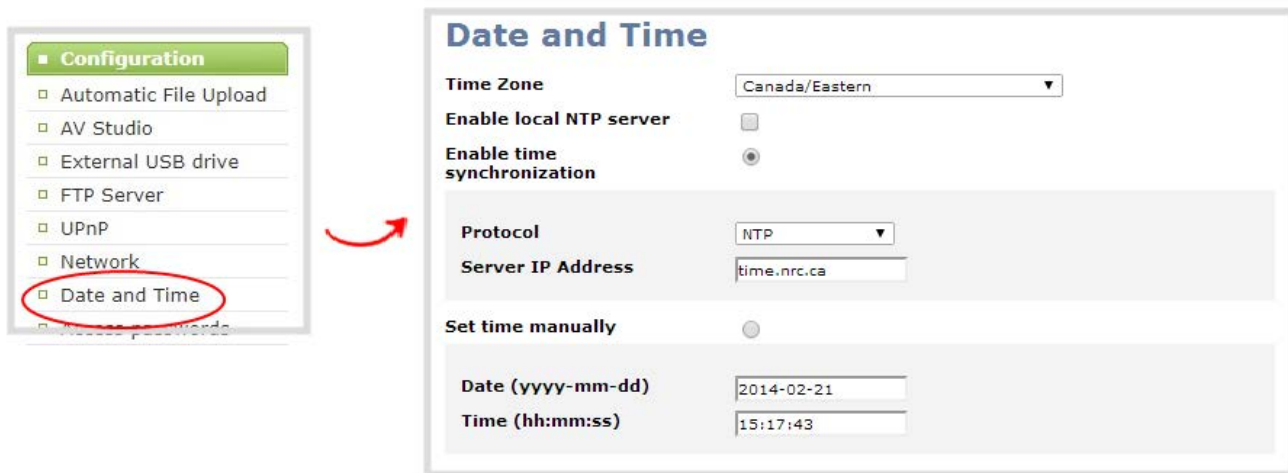 Configuration
Automatic File Upload
AV Studio
External USB drive
FTP Server
UPnP
Network
Date and Time
Access passwords
Date and Time
Time Zone
Canada/Eastern
Enable local NTP server
Enable time
synchronization
Protocol
NTP
Server IP Address
time.nrc.ca
Set time manually
Date (yyyy-mm-dd)
2014-02-21
Time (hh:mm:ss)
15:17:43